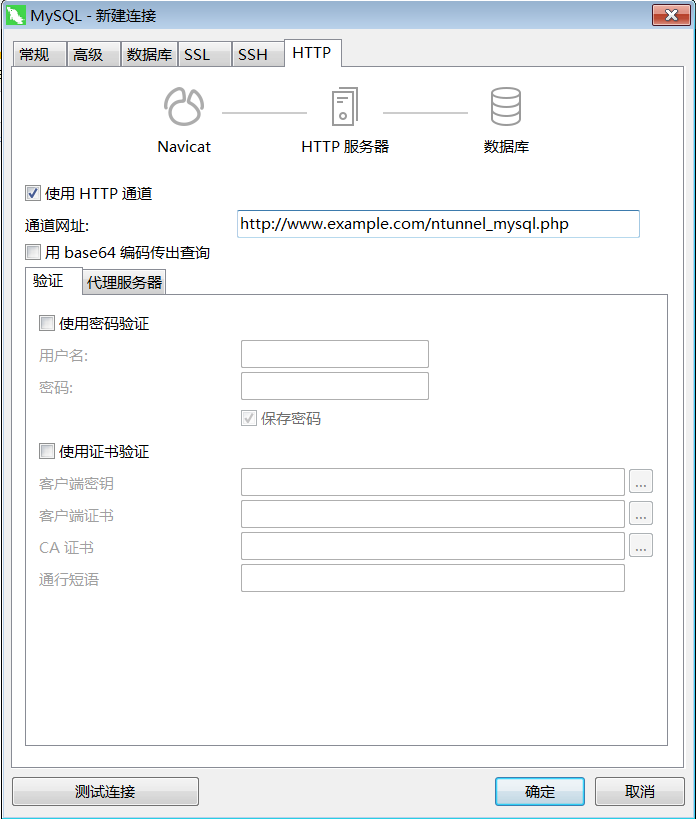 MySQL - 新建连接
常规 高级 数据库 SSL SSH HTTP
Navicat HTTP 服务器 数据库
使用 HTTP 通道
通道网址: http://www.example.com/ntunnel_mysql.php
用 base64 编码传出查询
验证 代理服务器
使用密码验证
用户名:
密码:
保存密码
使用证书验证
客户端密钥 ...
客户端证书 ...
CA 证书 ...
通行短语
测试连接 确定 取消